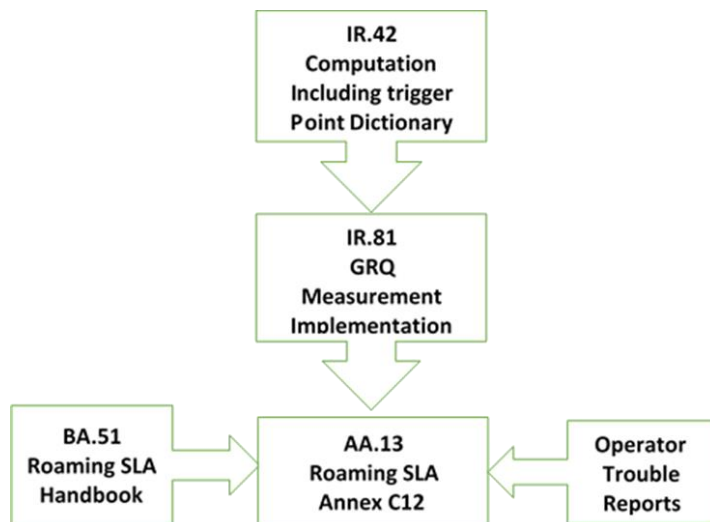 IR.42
Computation
Including trigger
Point Dictionary
IR.81
GRQ
Measurement
Implementation
BA.51
Roaming SLA
Handbook
AA.13
Roaming SLA
Annex C12
Operator
Trouble
Reports